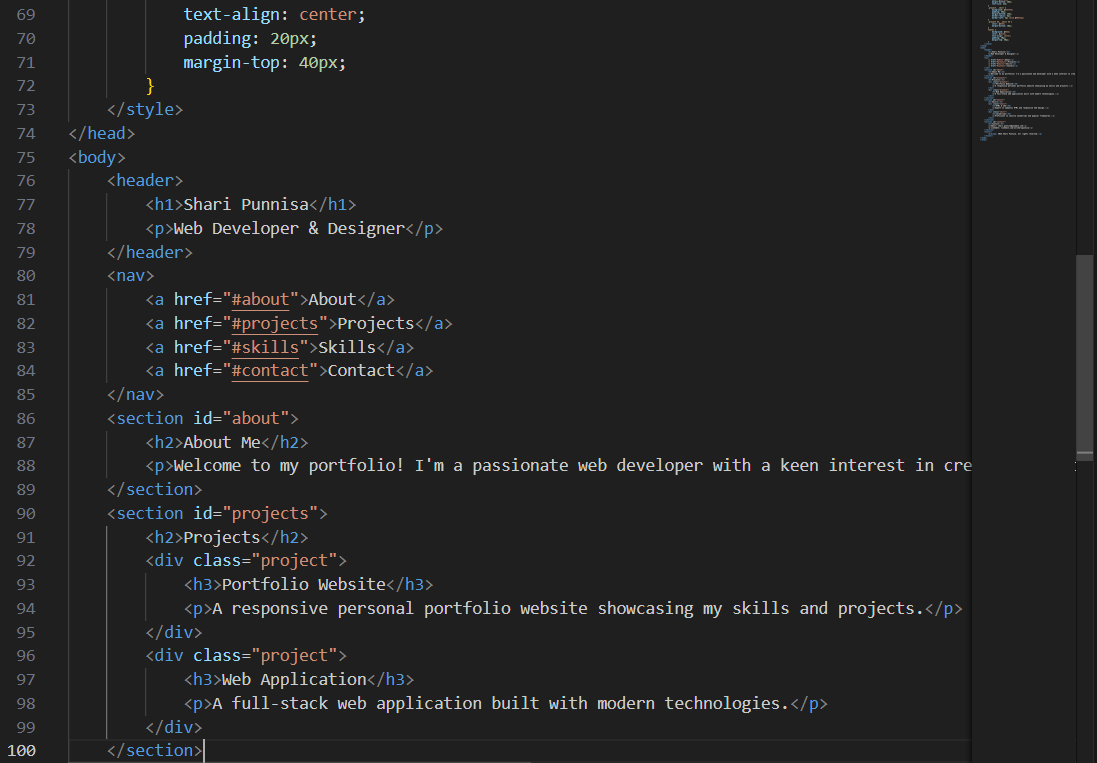 69 text-align: center;
70 padding: 20px;
71 margin-top: 40px;
72 }
73 </style>
74 </head>
75 <body>
76 <header>
77 <h1>Shari Punnisa</h1>
78 <p>Web Developer & Designer</p>
79 </header>
80 <nav>
81 <a href="#about">About</a>
82 <a href="#projects">Projects</a>
83 <a href="#skills">Skills</a>
84 <a href="#contact">Contact</a>
85 </nav>
86 <section id="about">
87 <h2>About Me</h2>
88 <p>Welcome to my portfolio! I'm a passionate web developer with a keen interest in cre
89 </section>
90 <section id="projects">
91 <h2>Projects</h2>
92 <div class="project">
93 <h3>Portfolio Website</h3>
94 <p>A responsive personal portfolio website showcasing my skills and projects.</p>
95 </div>
96 <div class="project">
97 <h3>Web Application</h3>
98 <p>A full-stack web application built with modern technologies.</p>
99 </div>
100 </section>